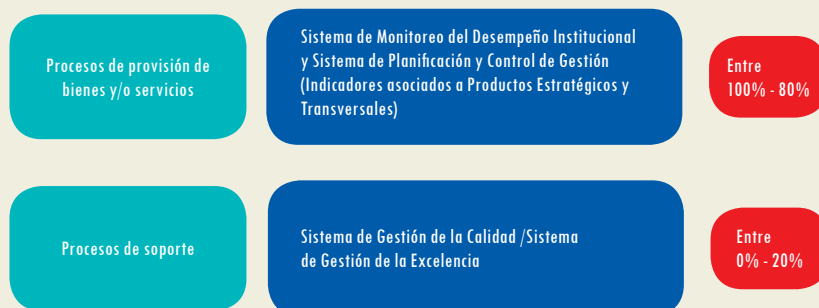 Procesos de provisión de
bienes y/o servicios
Sistema de Monitoreo del Desempeño Institucional
y Sistema de Planificación y Control de Gestión
(Indicadores asociados a Productos Estratégicos y
Transversales)
Entre
100% - 80%
Procesos de soporte
Sistema de Gestión de la Calidad /Sistema
de Gestión de la Excelencia
Entre
0% - 20%